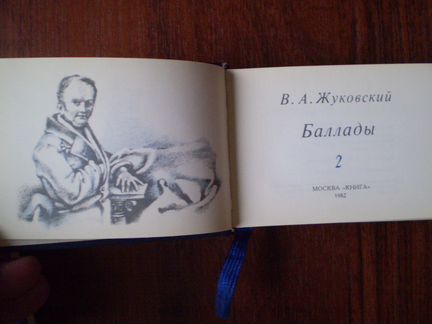 В. А. Жуковский
Баллады
2
МОСКВА «КНИГА»
1982